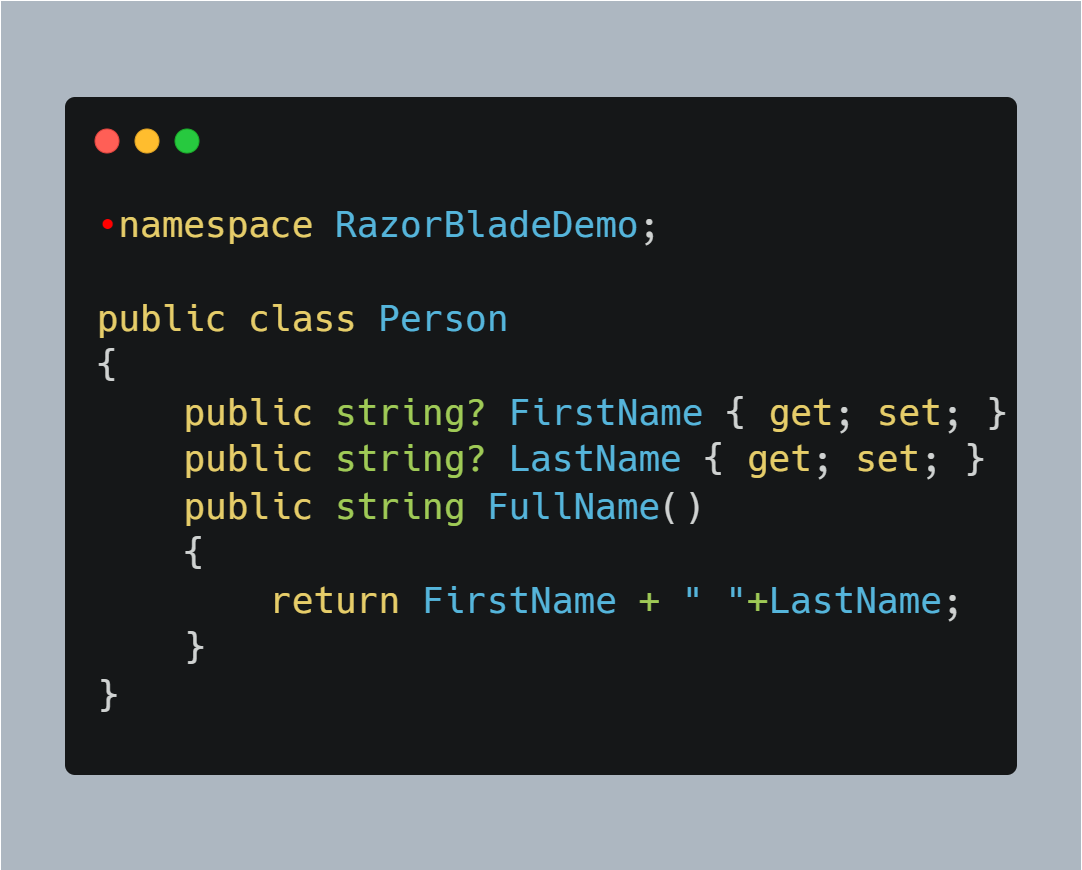 •namespace RazorBladeDemo;
public class Person
{
    public string? FirstName { get; set; }
    public string? LastName { get; set; }
    public string FullName()
    {
        return FirstName + " "+LastName;
    }
}